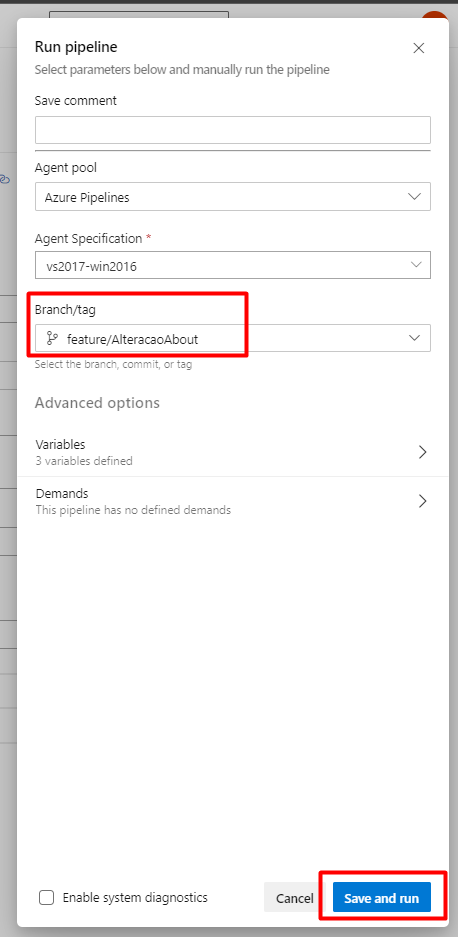 Run pipeline
Select parameters below and manually run the pipeline
Save comment
Agent pool
Azure Pipelines
Agent Specification *
vs2017-win2016
Branch/tag
feature/AlteracaoAbout
Select the branch, commit, or tag
Advanced options
Variables
3 variables defined
Demands
This pipeline has no defined demands
Enable system diagnostics
Cancel
Save and run